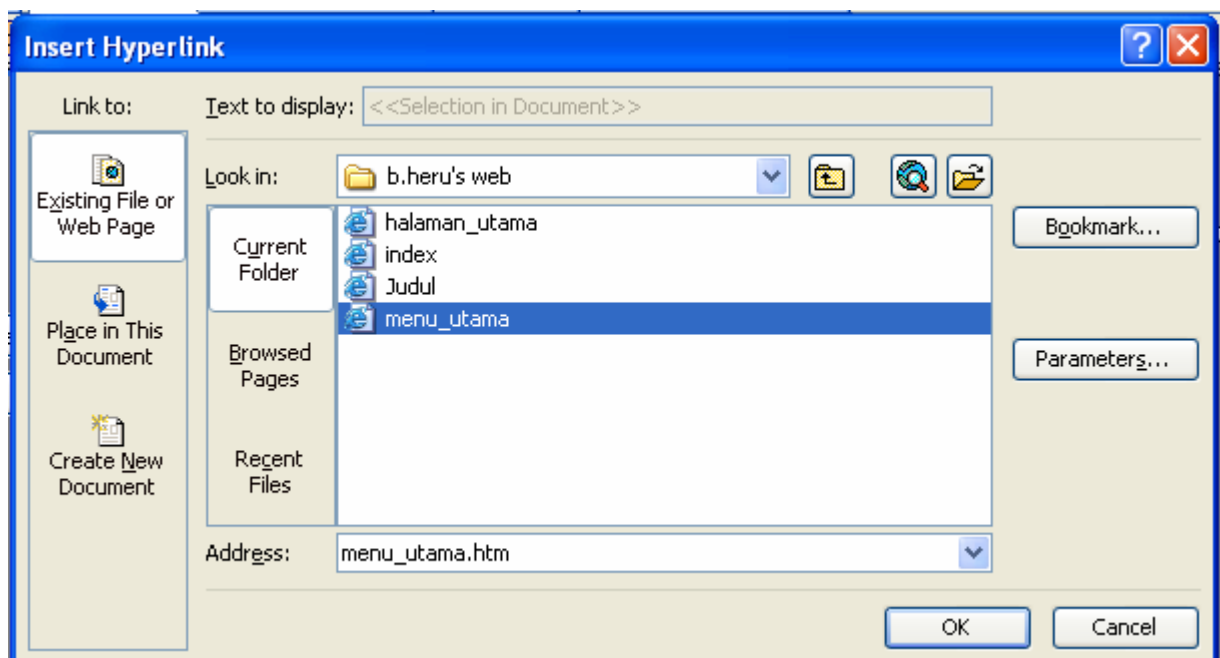 Insert Hyperlink
Link to:
Text to display: <<Selection in Document>>
Existing File or
Web Page
Place in This
Document
Create New
Document
Look in: b.heru's web
Current
Folder
Browsed
Pages
Recent
Files
halaman_utama
index
Judul
menu_utama
Bookmark...
Parameters...
Address: menu_utama.htm
OK Cancel